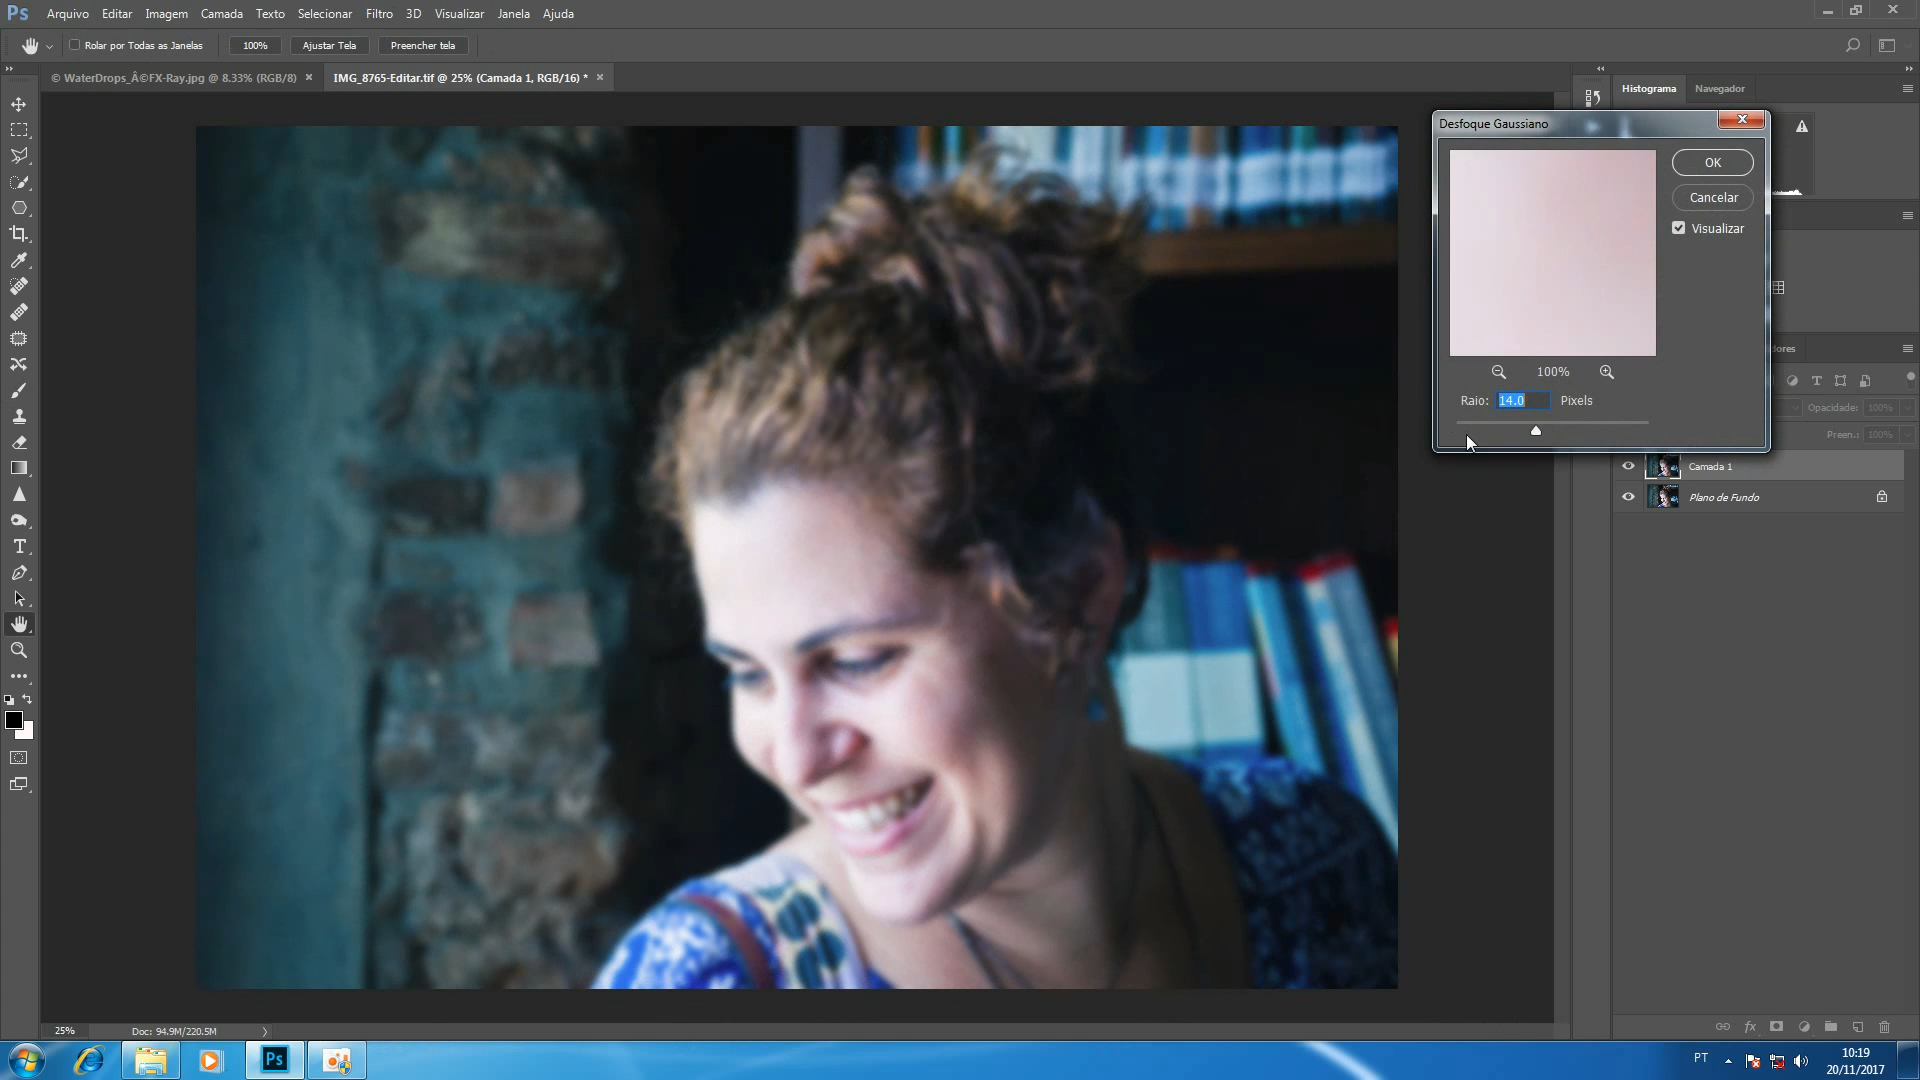 Ps Arquivo Editar Imagem Camada Texto Selecionar Filtro 3D Visualizar Janela Ajuda
Rolar por Todas as Janelas 100% Ajustar Tela Preencher tela
© WaterDrops_Â©FX-Ray.jpg @ 8.33% (RGB/8) × IMG_8765-Editar.tif @ 25% (Camada 1, RGB/16) * ×
Histograma Navegador
Desfoque Gaussiano
OK
Cancelar
Visualizar
100%
Raio: 14,0 Pixels
Opacidade: 100%
Preen.: 100%
Camada 1
Plano de Fundo
25% Doc: 94.9M/220.5M
fx
Ps
PT
10:19
20/11/2017